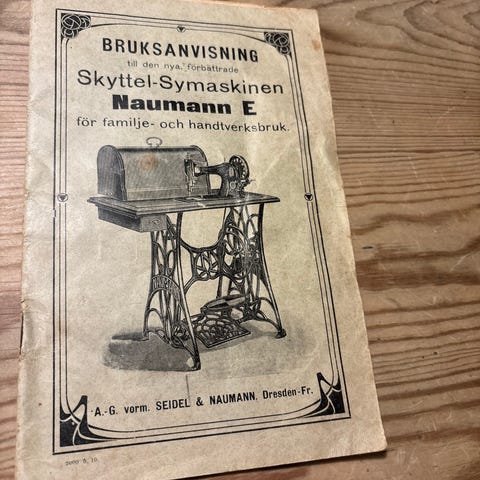 BRUKSANVISNING
till den nya, förbättrade
Skyttel-Symaskinen
Naumann E
för familje- och handtverksbruk.
A.-G. vorm. SEIDEL & NAUMANN, Dresden-Fr.